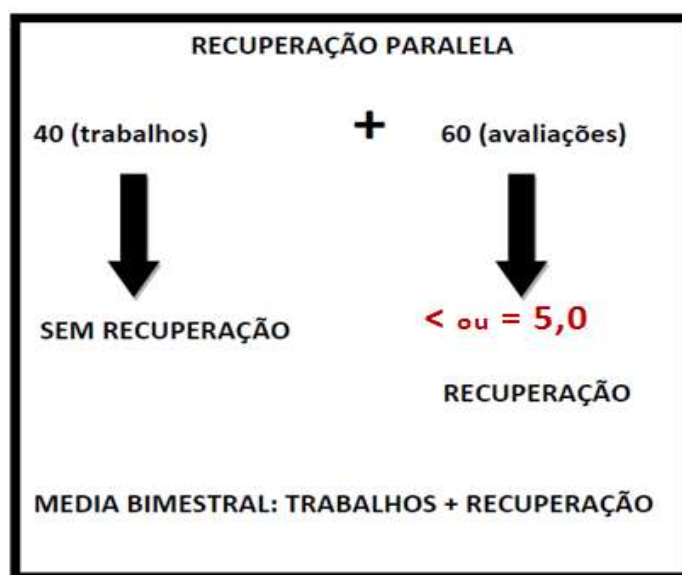 RECUPERAÇÃO PARALELA
40 (trabalhos) + 60 (avaliações)
SEM RECUPERAÇÃO
< ou = 5,0
RECUPERAÇÃO
MEDIA BIMESTRAL: TRABALHOS + RECUPERAÇÃO